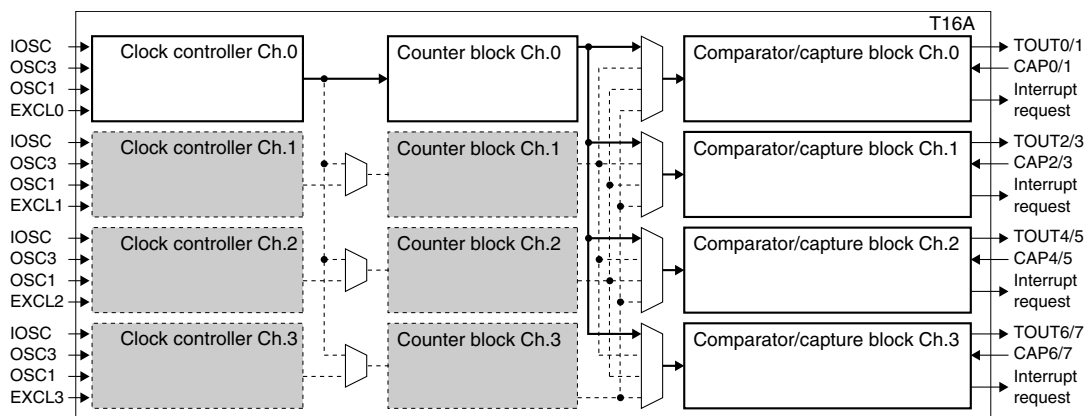 T16A
IOSC
OSC3
OSC1
EXCL0
Clock controller Ch.0
Counter block Ch.0
Comparator/capture block Ch.0
TOUT0/1
CAP0/1
Interrupt
request
IOSC
OSC3
OSC1
EXCL1
Clock controller Ch.1
Counter block Ch.1
Comparator/capture block Ch.1
TOUT2/3
CAP2/3
Interrupt
request
IOSC
OSC3
OSC1
EXCL2
Clock controller Ch.2
Counter block Ch.2
Comparator/capture block Ch.2
TOUT4/5
CAP4/5
Interrupt
request
IOSC
OSC3
OSC1
EXCL3
Clock controller Ch.3
Counter block Ch.3
Comparator/capture block Ch.3
TOUT6/7
CAP6/7
Interrupt
request